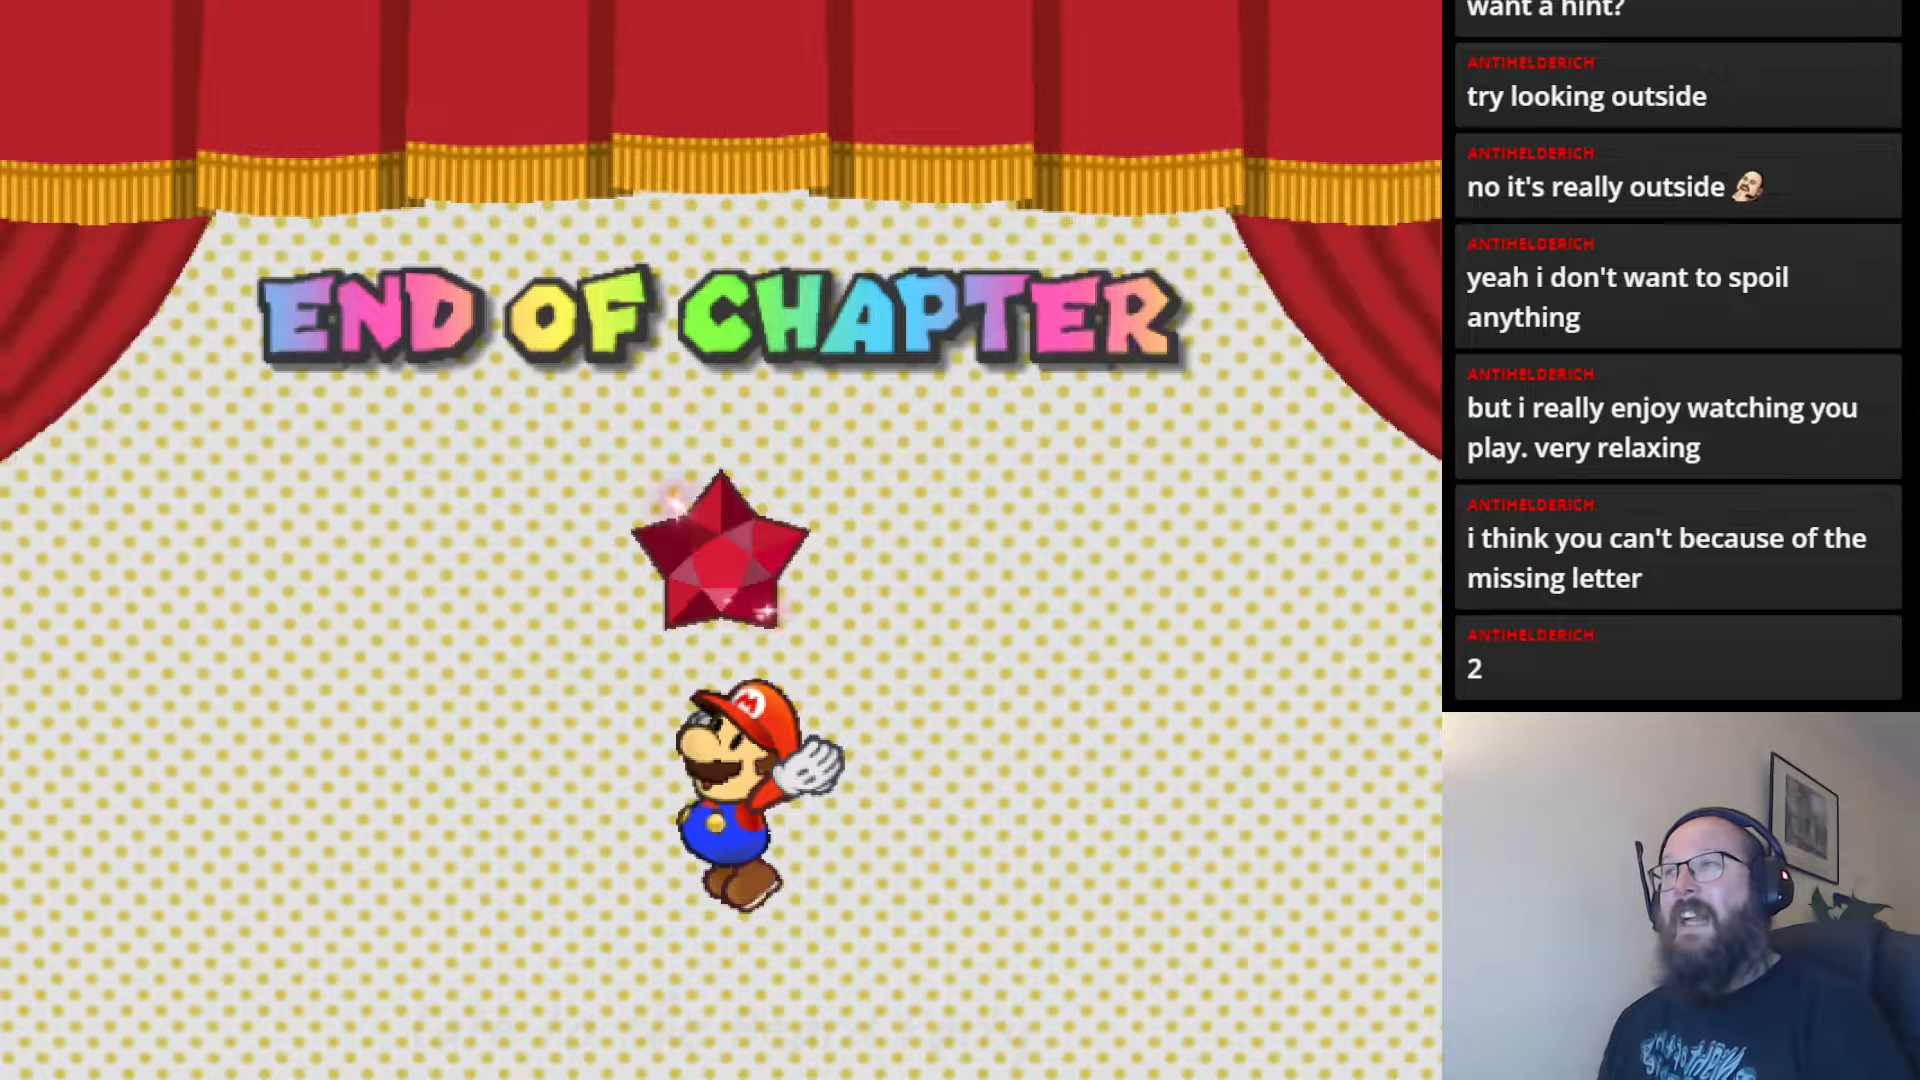 END OF CHAPTER
M
want a hint?
ANTIHELDERICH
try looking outside
ANTIHELDERICH
no it's really outside
ANTIHELDERICH
yeah i don't want to spoil
anything
ANTIHELDERICH
but i really enjoy watching you
play. very relaxing
ANTIHELDERICH
i think you can't because of the
missing letter
ANTIHELDERICH
2